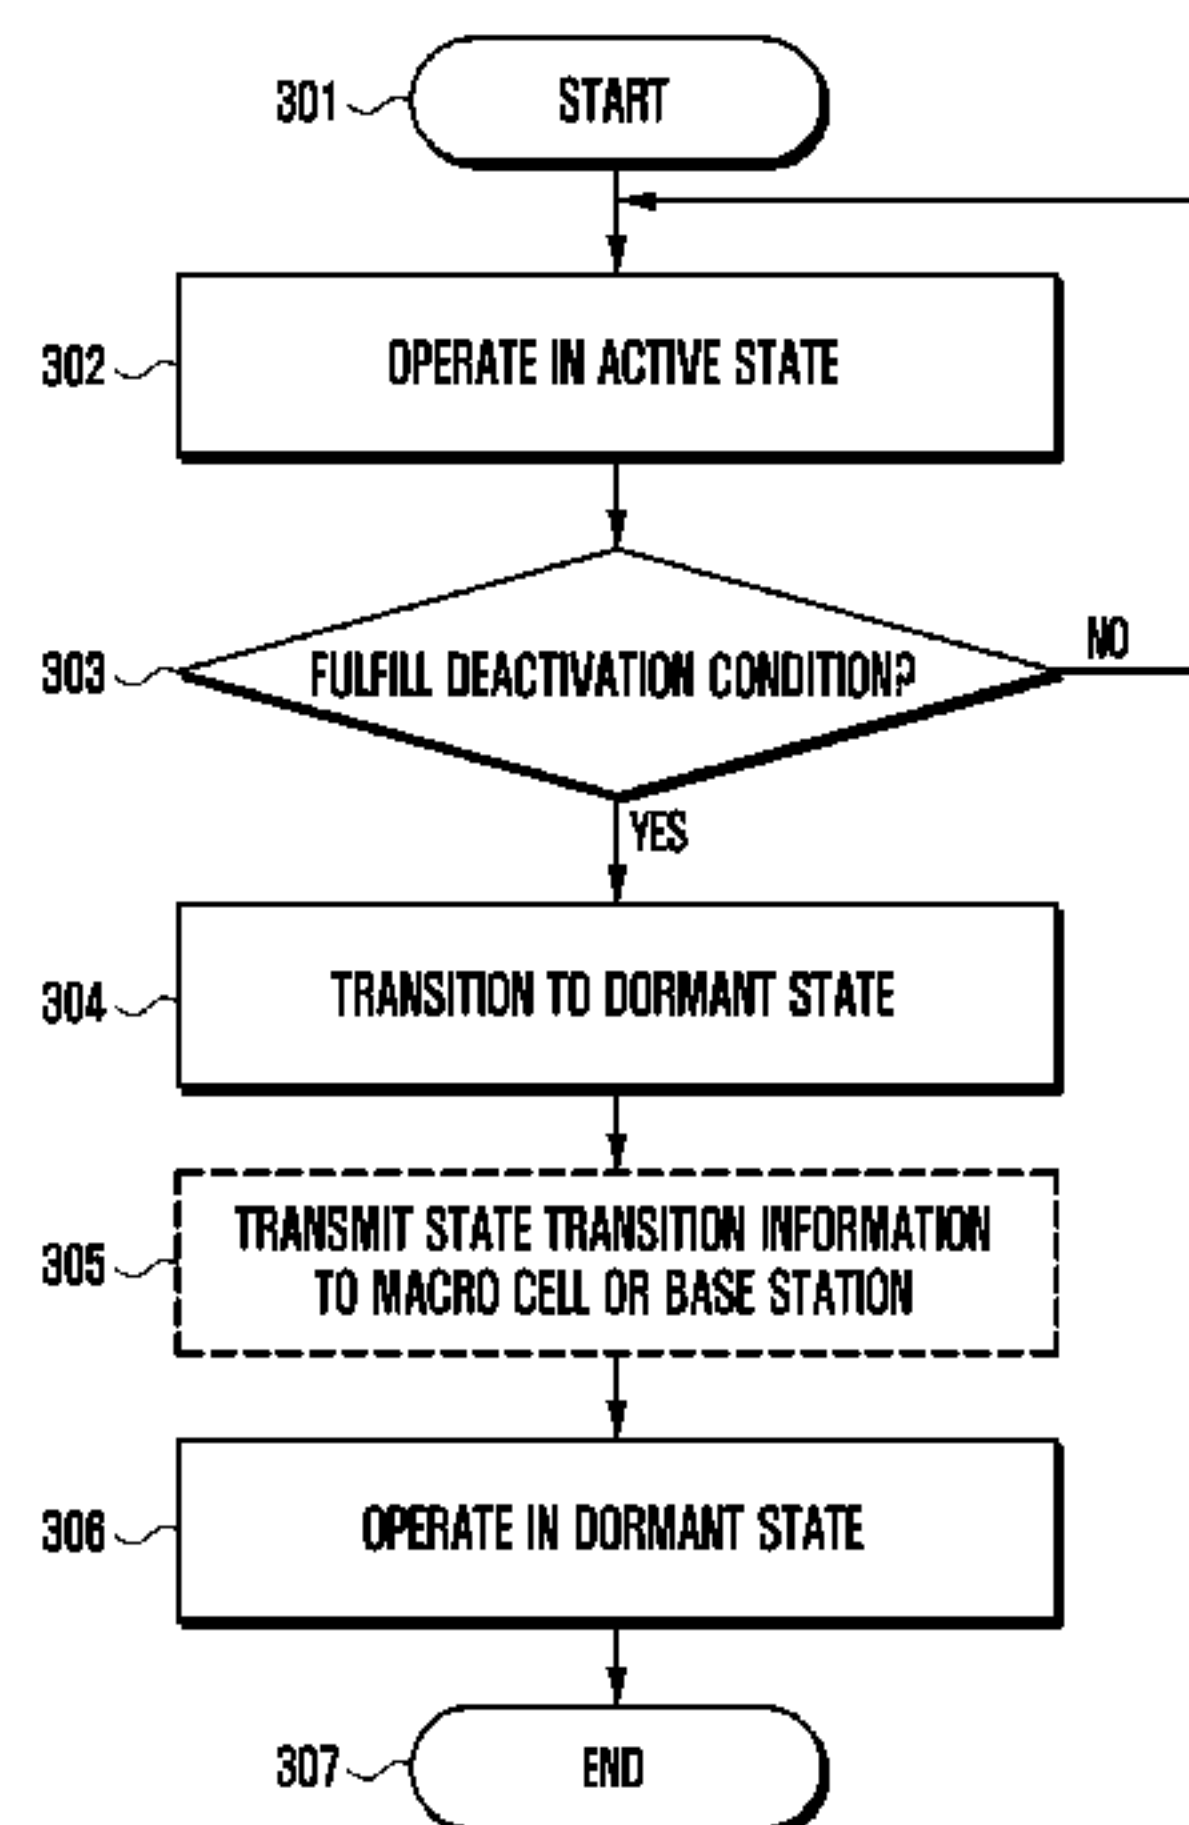 301
START
302
OPERATE IN ACTIVE STATE
303
FULFILL DEACTIVATION CONDITION?
NO
YES
304
TRANSITION TO DORMANT STATE
305
TRANSMIT STATE TRANSITION INFORMATION
TO MACRO CELL OR BASE STATION
306
OPERATE IN DORMANT STATE
307
END